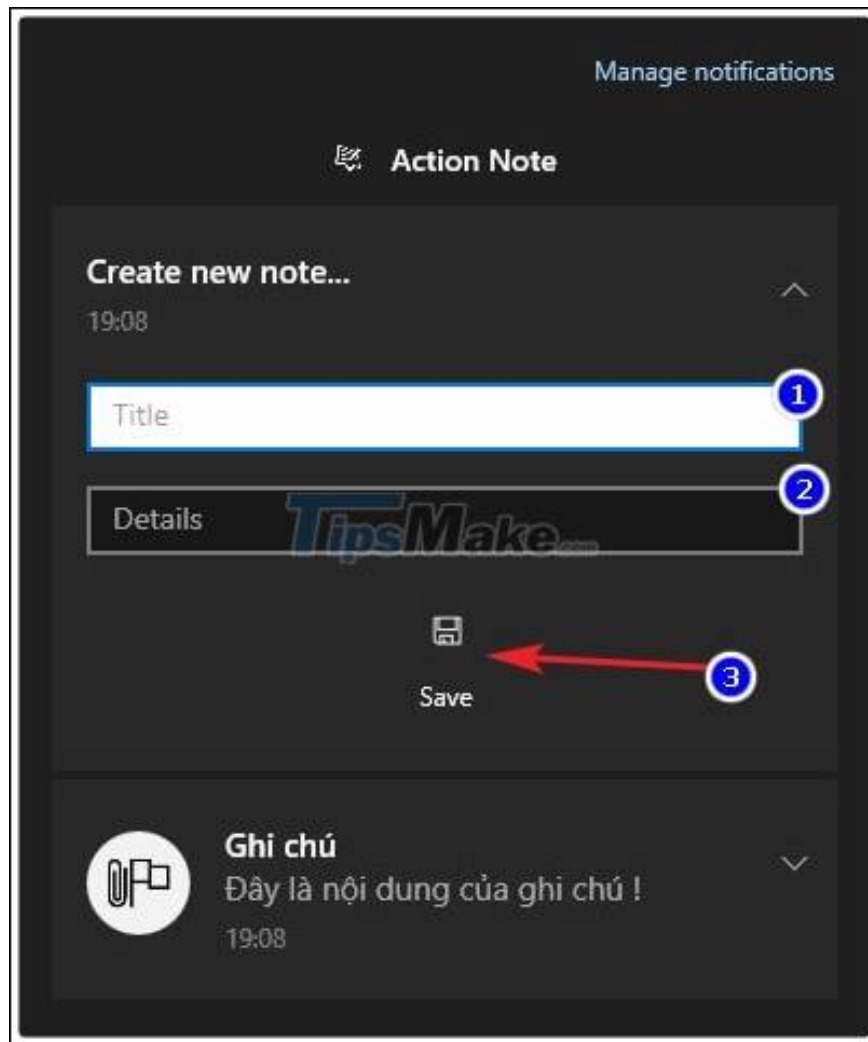 Manage notifications
Action Note
Create new note...
19:08
Title
1
Details
2
TipsMake.com
Save
3
Ghi chú
Đây là nội dung của ghi chú !
19:08